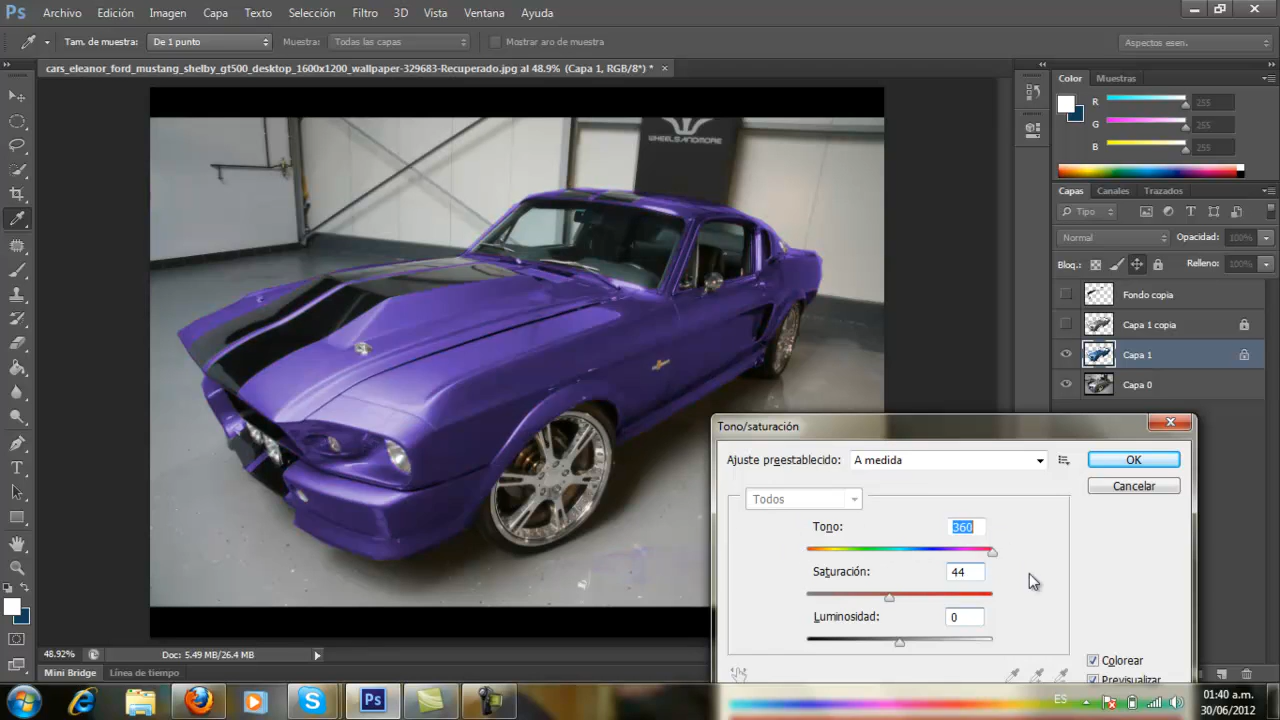 Ps Archivo Edición Imagen Capa Texto Selección Filtro 3D Vista Ventana Ayuda
Tam. de muestra: De 1 punto Muestra: Todas las capas Mostrar aro de muestra Aspectos esen.
cars_eleanor_ford_mustang_shelby_gt500_desktop_1600x1200_wallpaper-329683-Recuperado.jpg al 48.9% (Capa 1, RGB/8*) *
Color Muestras
R 255
G 255
B 255
WHEELSANDMORE
Capas Canales Trazados
Tipo
Normal Opacidad: 100%
Bloq.: Relleno: 100%
Fondo copia
Capa 1 copia
Capa 1
Capa 0
Tono/saturación
Ajuste preestablecido: A medida OK
Cancelar
Todos
Tono: 360
Saturación: 44
Luminosidad: 0
Colorear
Previsualizar
48.92% Doc: 5.49 MB/26.4 MB
Mini Bridge Línea de tiempo
Ps ES 01:40 a.m.
30/06/2012